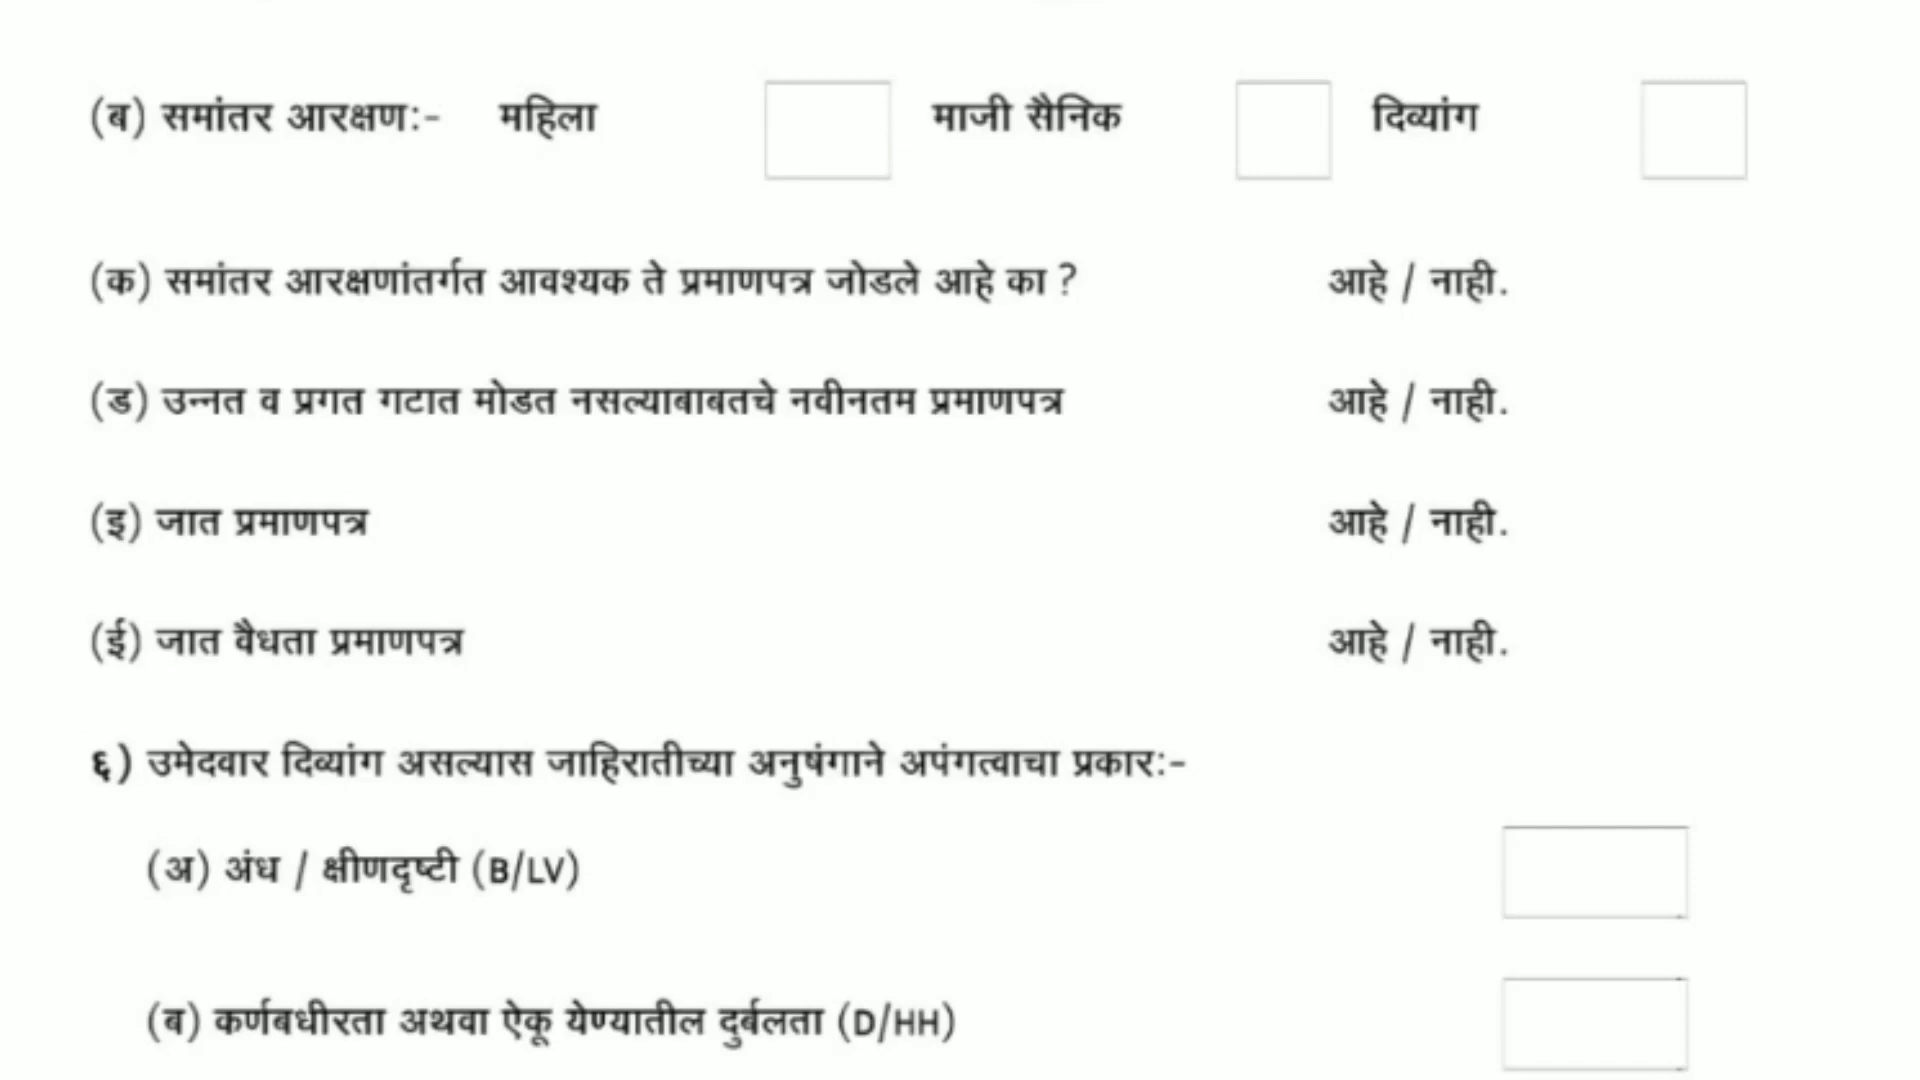 (ब) समांतर आरक्षण:- महिला माजी सैनिक दिव्यांग
(क) समांतर आरक्षणांतर्गत आवश्यक ते प्रमाणपत्र जोडले आहे का ? आहे / नाही.
(ड) उन्नत व प्रगत गटात मोडत नसल्याबाबतचे नवीनतम प्रमाणपत्र आहे / नाही.
(इ) जात प्रमाणपत्र आहे / नाही.
(ई) जात वैधता प्रमाणपत्र आहे / नाही.
६) उमेदवार दिव्यांग असल्यास जाहिरातीच्या अनुषंगाने अपंगत्वाचा प्रकार:-
(अ) अंध / क्षीणदृष्टी (B/LV)
(ब) कर्णबधीरता अथवा ऐकू येण्यातील दुर्बलता (D/HH)